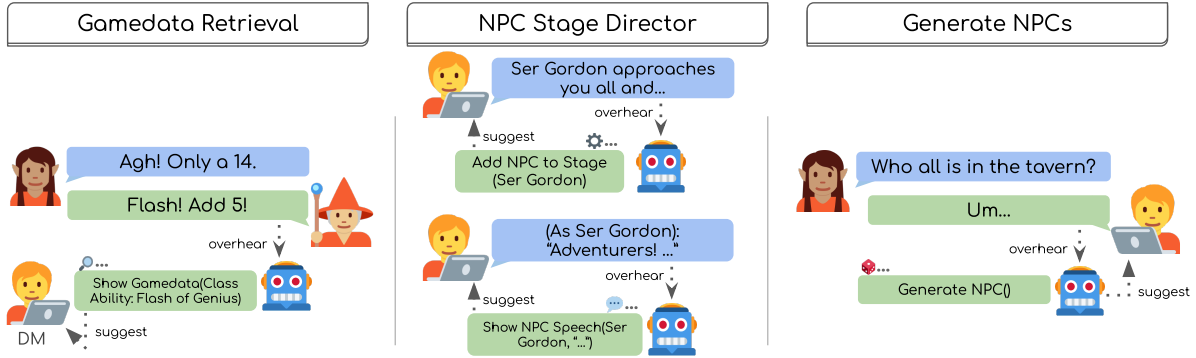 Gamedata Retrieval
Agh! Only a 14.
Flash! Add 5!
overhear
Show Gamedata(Class
Ability: Flash of Genius)
suggest
DM
NPC Stage Director
Ser Gordon approaches
you all and...
overhear
suggest
Add NPC to Stage
(Ser Gordon)
(As Ser Gordon):
“Adventurers! ...”
overhear
suggest
Show NPC Speech(Ser
Gordon, “...”)
Generate NPCs
Who all is in the tavern?
Um...
overhear
Generate NPC()
suggest